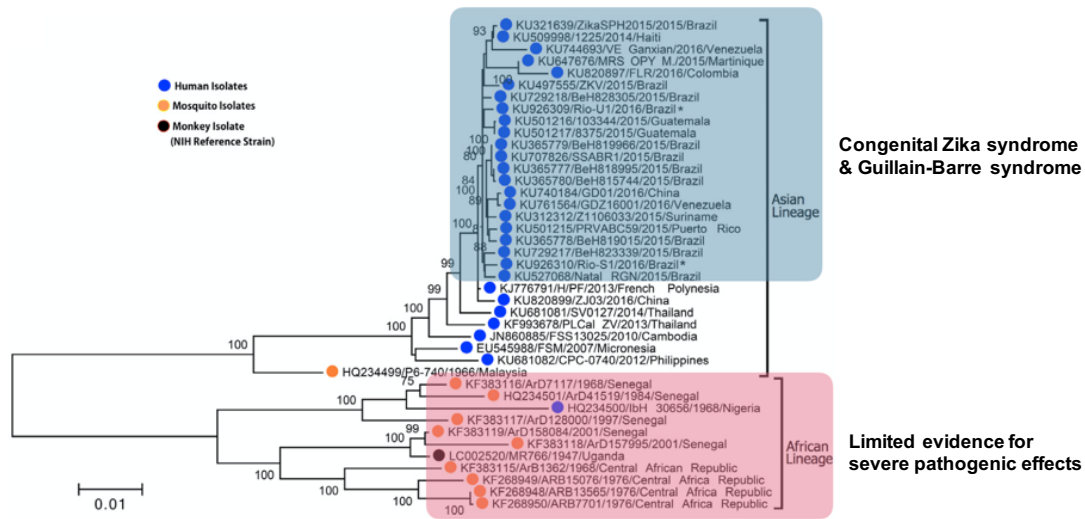 Human Isolates
Mosquito Isolates
Monkey Isolate
(NIH Reference Strain)
93
KU321639/ZikaSPH2015/2015/Brazil
KU509998/1225/2014/Haiti
KU744693/VE Ganxian/2016/Venezuela
KU647676/MRS OPY M./2015/Martinique
KU820897/FLR/2016/Colombia
100
KU497555/ZKV/2015/Brazil
KU729218/BeH828305/2015/Brazil
KU926309/Rio-U1/2016/Brazil*
KU501216/103344/2015/Guatemala
KU501217/8375/2015/Guatemala
100
KU365779/BeH819966/2015/Brazil
100
80
KU707826/SSABR1/2015/Brazil
KU365777/BeH818995/2015/Brazil
84
KU365780/BeH815744/2015/Brazil
100
KU740184/GD01/2016/China
89
KU761564/GDZ16001/2016/Venezuela
KU312312/Z1106033/2015/Suriname
100
KU501215/PRVABC59/2015/Puerto Rico
KU365778/BeH819015/2015/Brazil
88
KU729217/BeH823339/2015/Brazil
99
KU926310/Rio-S1/2016/Brazil*
KU527068/Natal RGN/2015/Brazil
99
KJ776791/H/PF/2013/French Polynesia
KU820899/ZJ03/2016/China
100
KU681081/SV0127/2014/Thailand
100
KF993678/PLCal ZV/2013/Thailand
JN860885/FSS13025/2010/Cambodia
100
EU545988/FSM/2007/Micronesia
KU681082/CPC-0740/2012/Philippines
HQ234499/P6-740/1966/Malaysia
Asian
Lineage
Congenital Zika syndrome
& Guillain-Barre syndrome
75
KF383116/ArD7117/1968/Senegal
HQ234501/ArD41519/1984/Senegal
100
HQ234500/IbH 30656/1968/Nigeria
KF383117/ArD128000/1997/Senegal
99
KF383119/ArD158084/2001/Senegal
100
KF383118/ArD157995/2001/Senegal
LC002520/MR766/1947/Uganda
100
KF383115/ArB1362/1968/Central African Republic
KF268949/ARB15076/1976/Central Africa Republic
100
KF268948/ARB13565/1976/Central Africa Republic
100
KF268950/ARB7701/1976/Central Africa Republic
100
African
Lineage
Limited evidence for
severe pathogenic effects
0.01